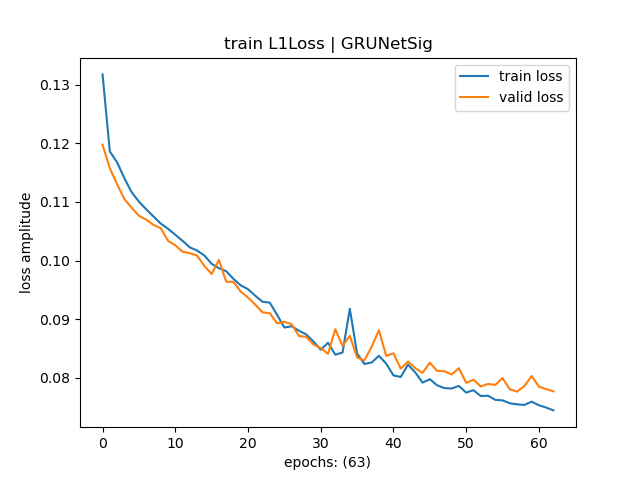 train L1Loss | GRUNetSig
train loss
valid loss
0.13
0.12
0.11
0.10
0.09
0.08
loss amplitude
0
10
20
30
40
50
60
epochs: (63)